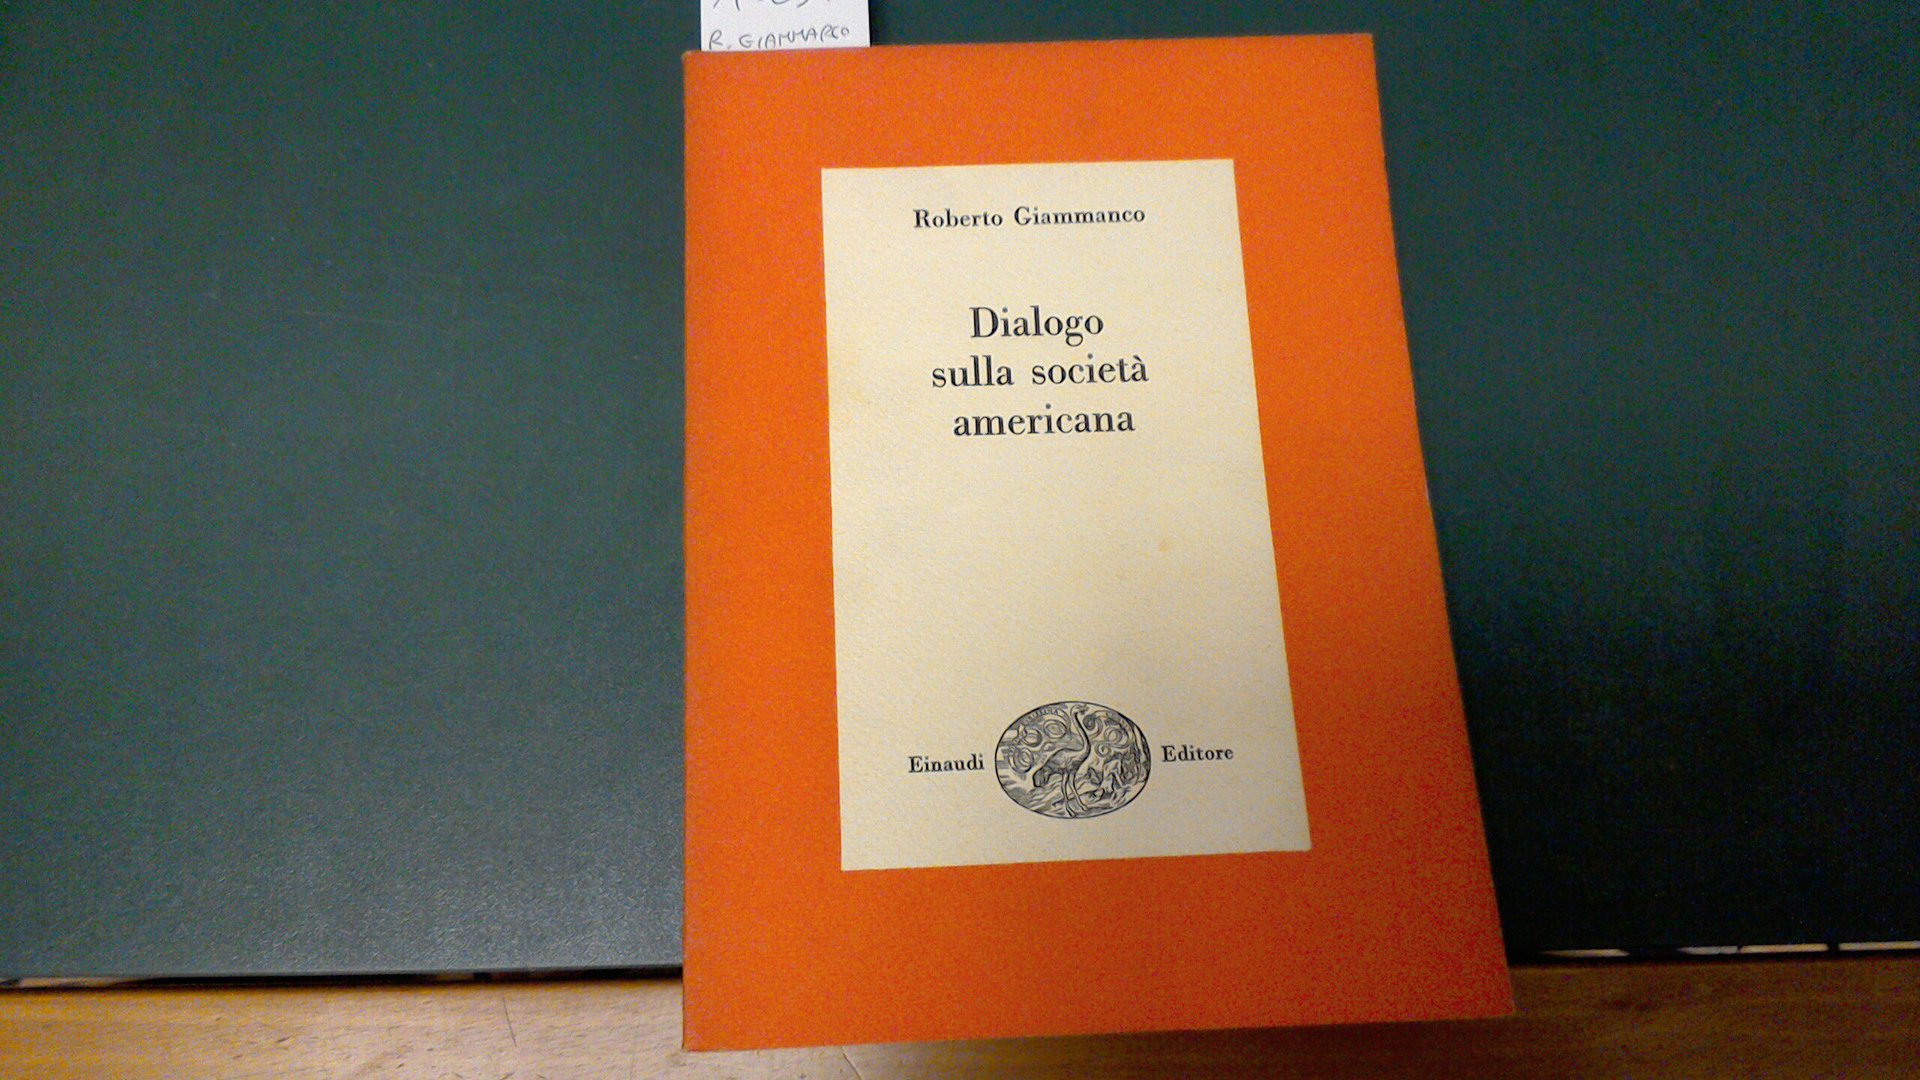 R. GIAMMARCO
Roberto Giammanco
Dialogo
sulla società
americana
Einaudi Editore